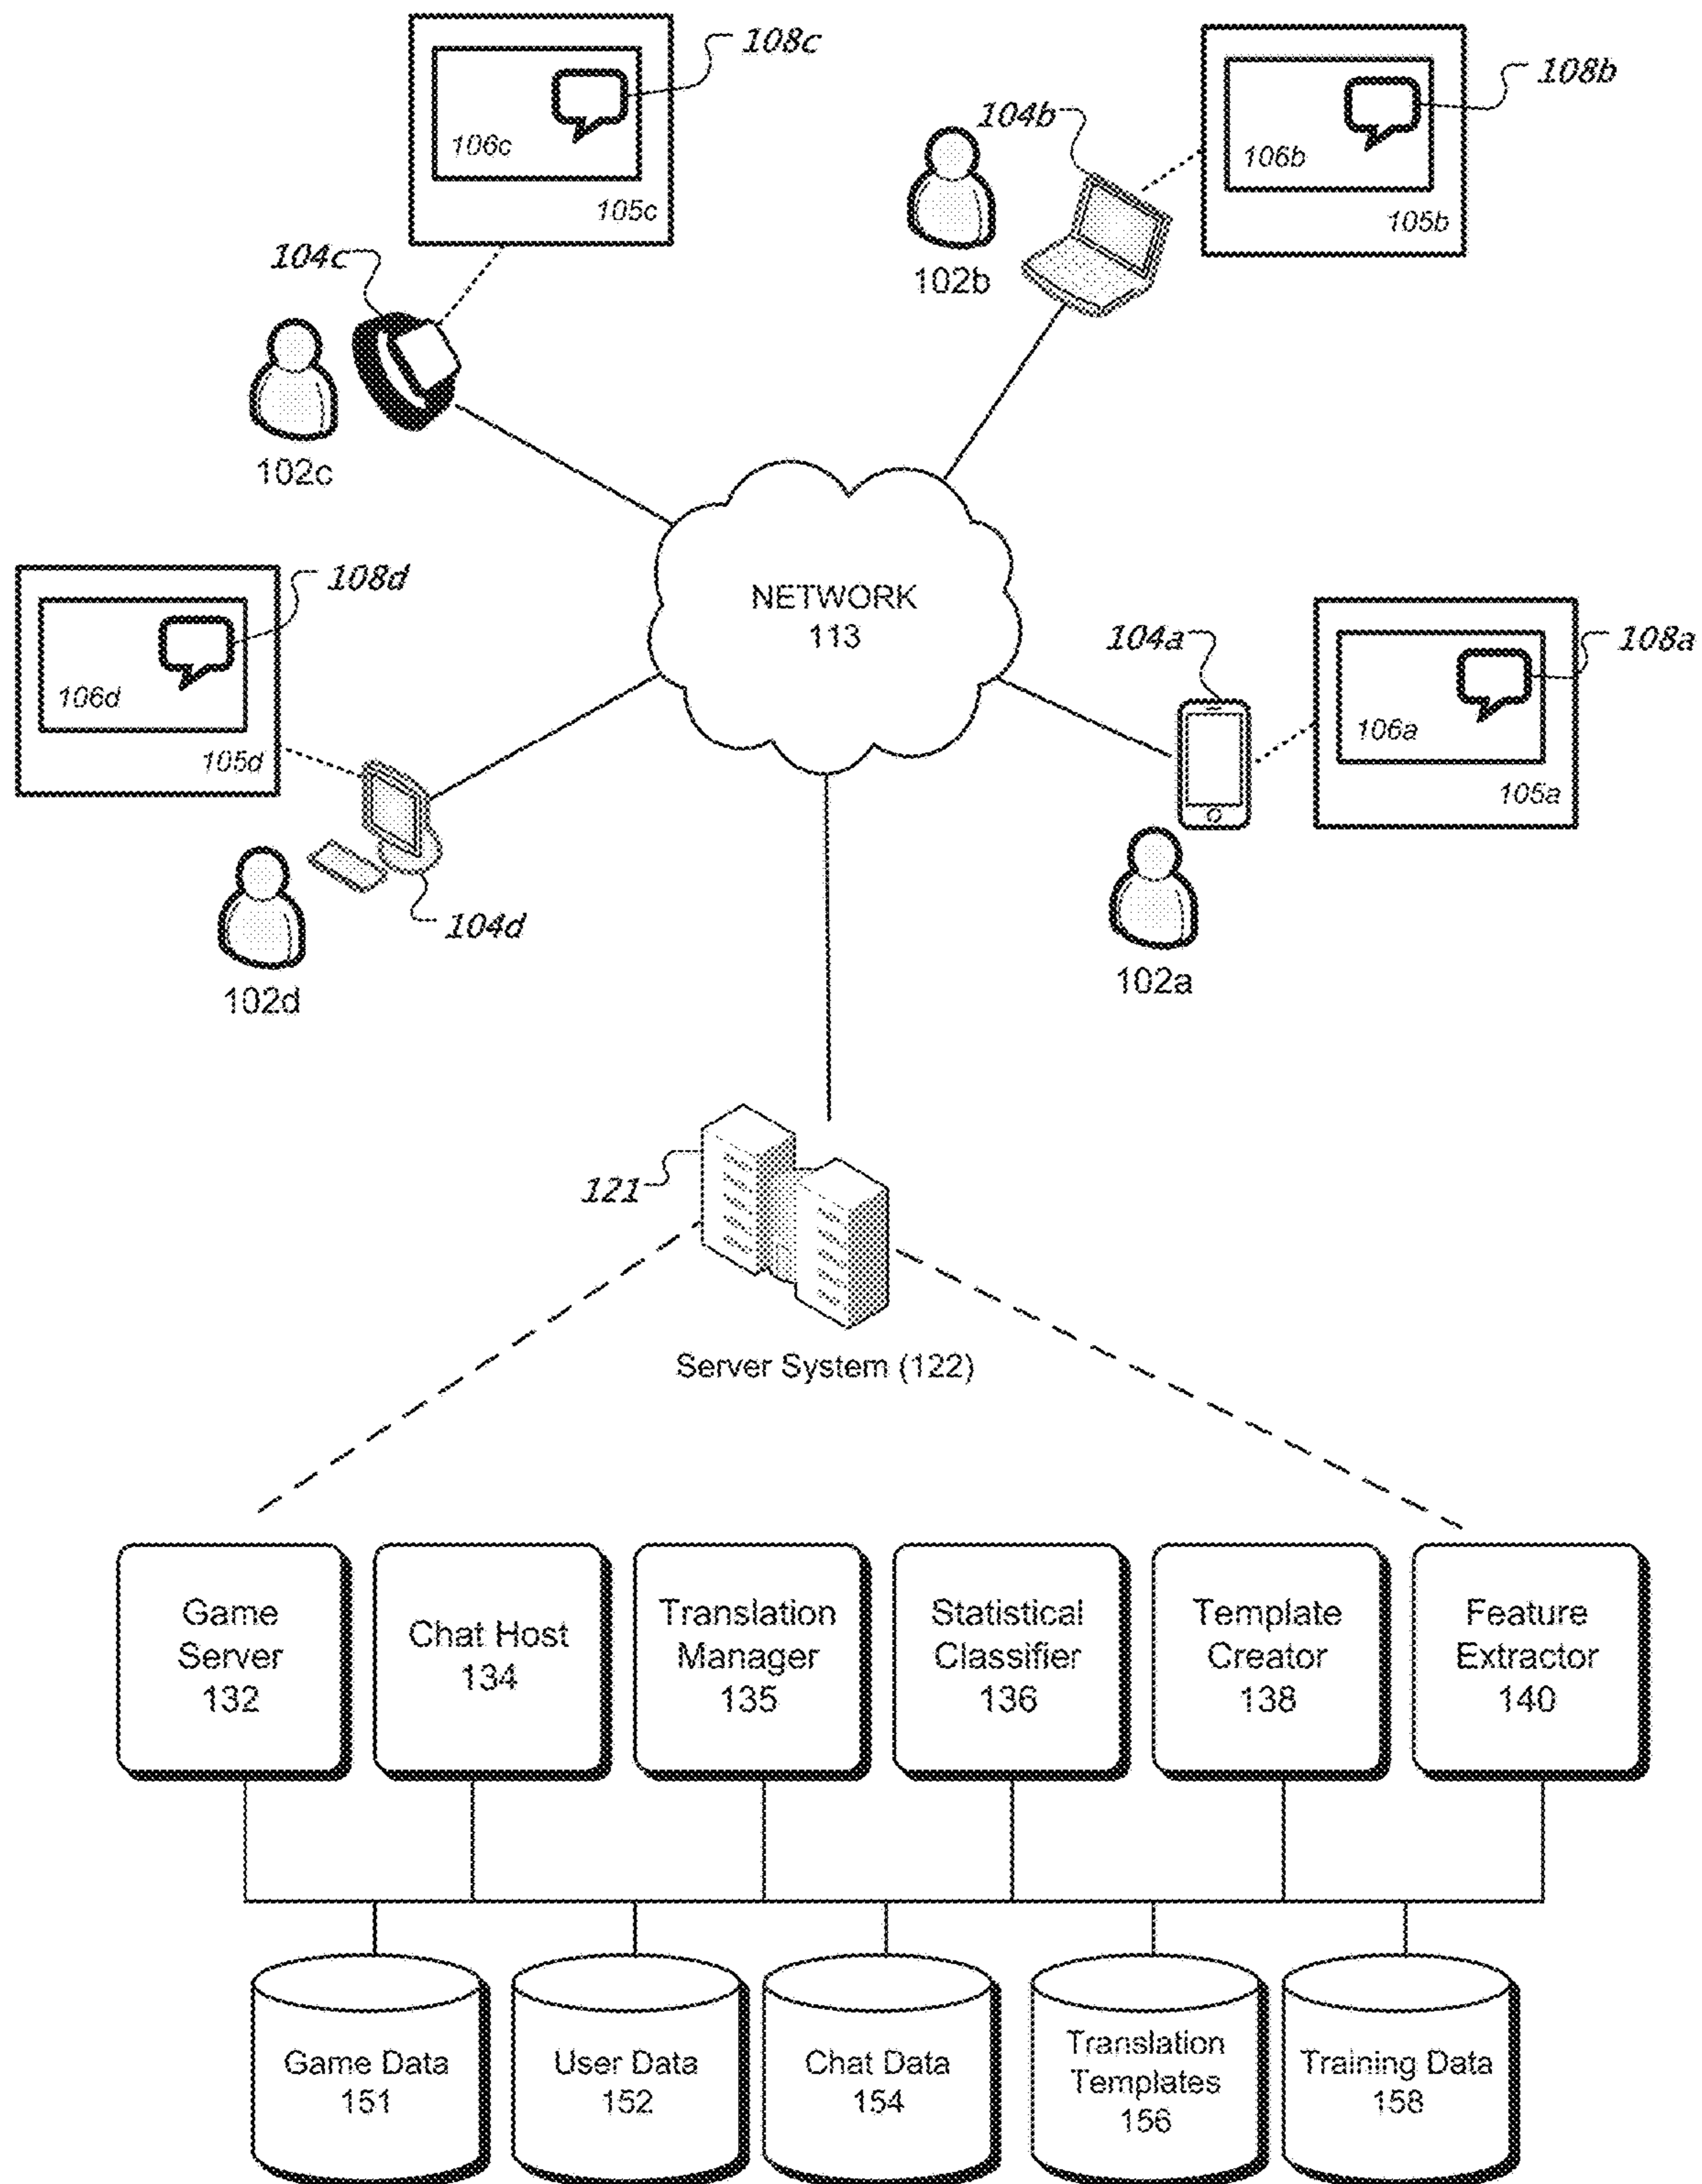 108c
106c
105c
104c
102c
104b
108b
106b
105b
102b
108d
106d
105d
104d
102d
NETWORK
113
104a
108a
106a
105a
102a
121
Server System (122)
Game
Server
132
Chat Host
134
Translation
Manager
135
Statistical
Classifier
136
Template
Creator
138
Feature
Extractor
140
Game Data
151
User Data
152
Chat Data
154
Translation
Templates
156
Training Data
158